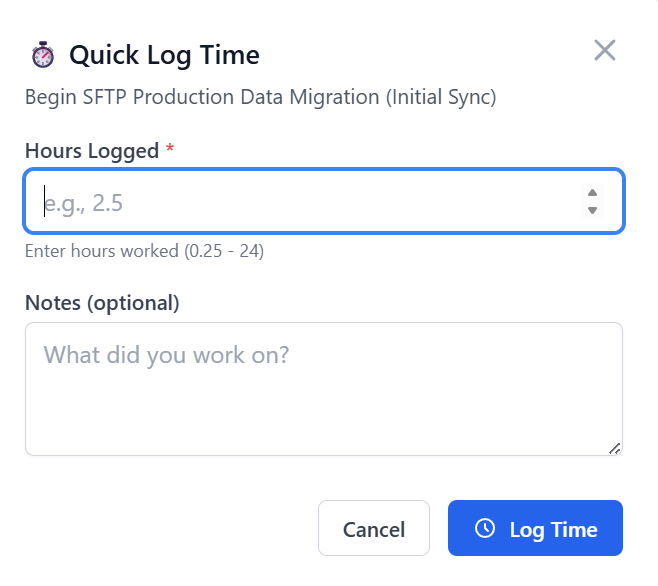 Quick Log Time
Begin SFTP Production Data Migration (Initial Sync)
Hours Logged *
e.g., 2.5
Enter hours worked (0.25 - 24)
Notes (optional)
What did you work on?
Cancel
Log Time